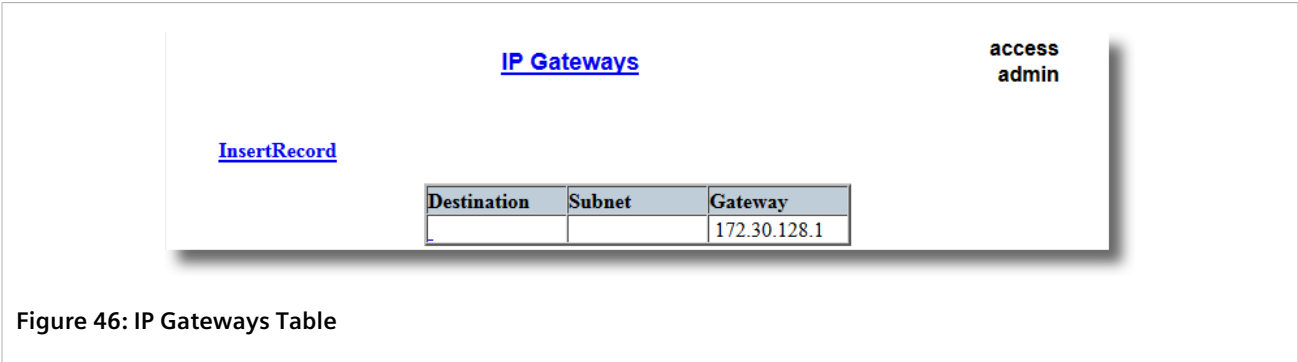 IP Gateways
access
admin
InsertRecord
Destination Subnet Gateway
172.30.128.1
Figure 46: IP Gateways Table